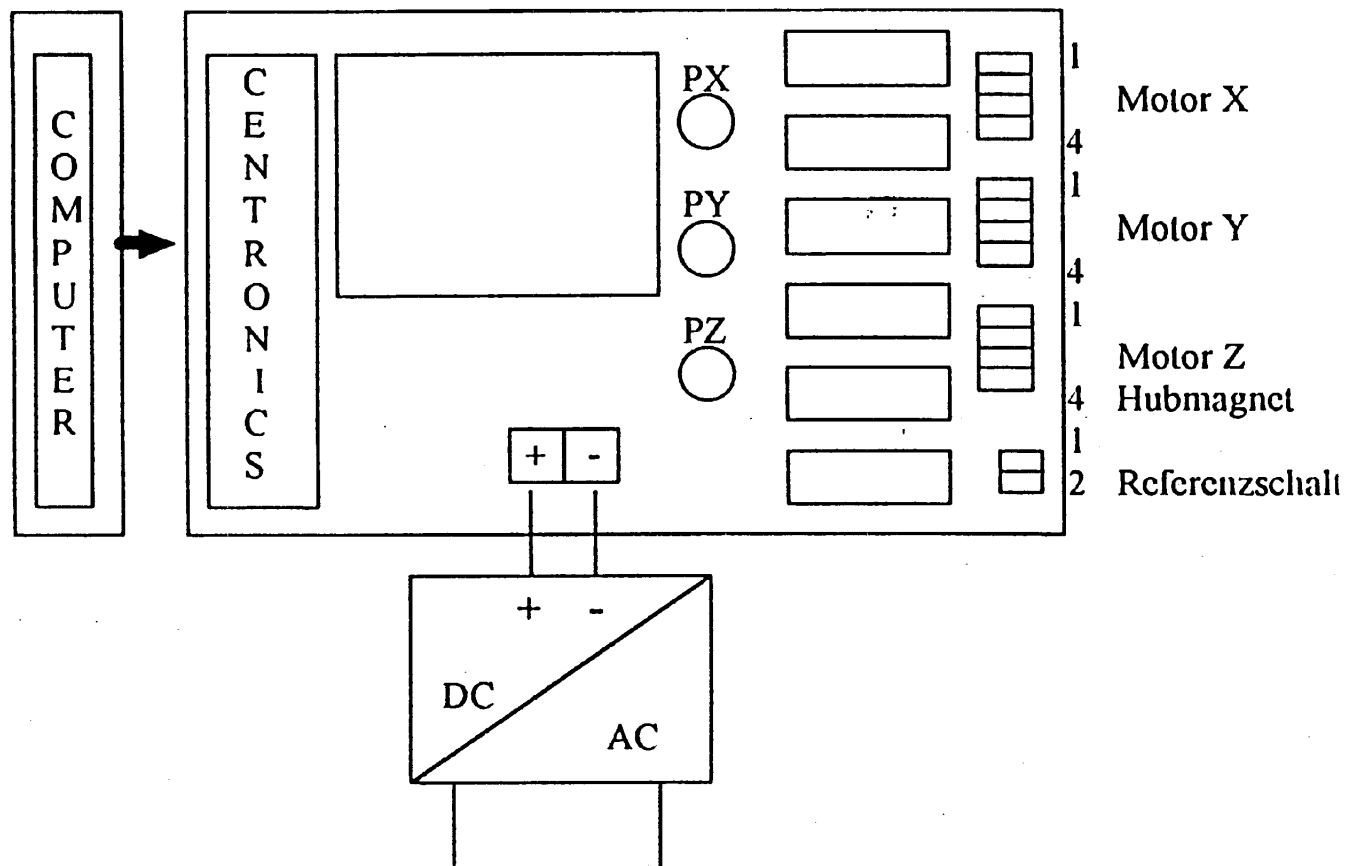 COMPUTER
CENTRONICS
PX
PY
PZ
1
4
Motor X
1
4
Motor Y
1
4
Motor Z
Hubmagnet
1
2
Referenzschalt
+ -
+ -
DC
AC